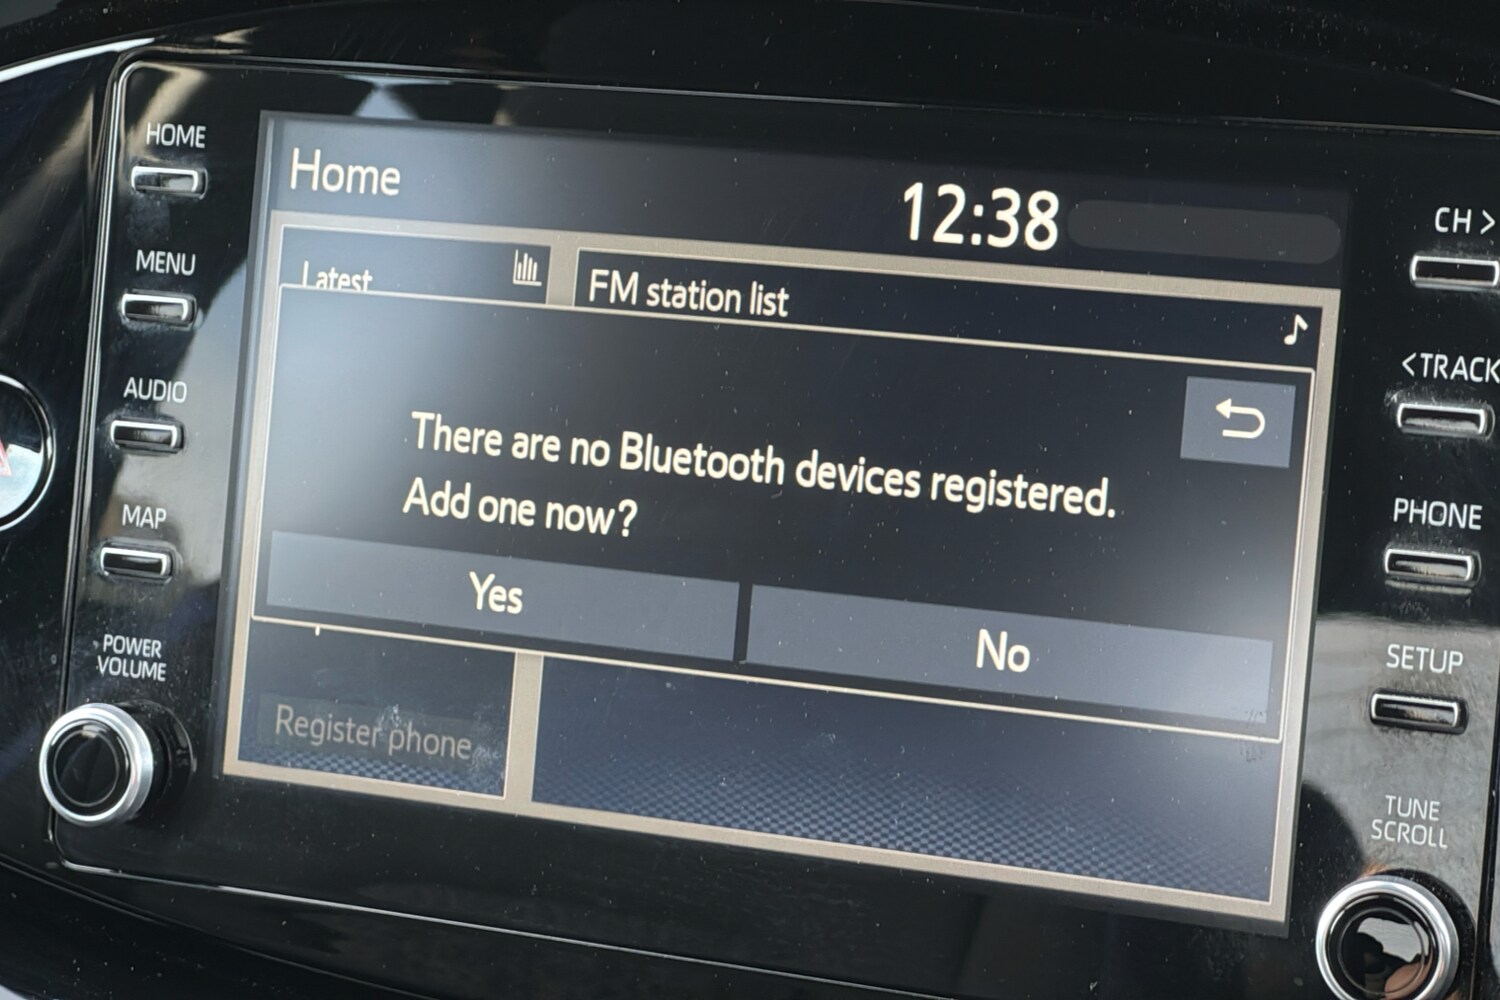 HOME
MENU
AUDIO
MAP
POWER
VOLUME
Home
12:38
Latest
FM station list
There are no Bluetooth devices registered.
Add one now?
Yes
No
Register phone
CH >
<TRACK
PHONE
SETUP
TUNE
SCROLL